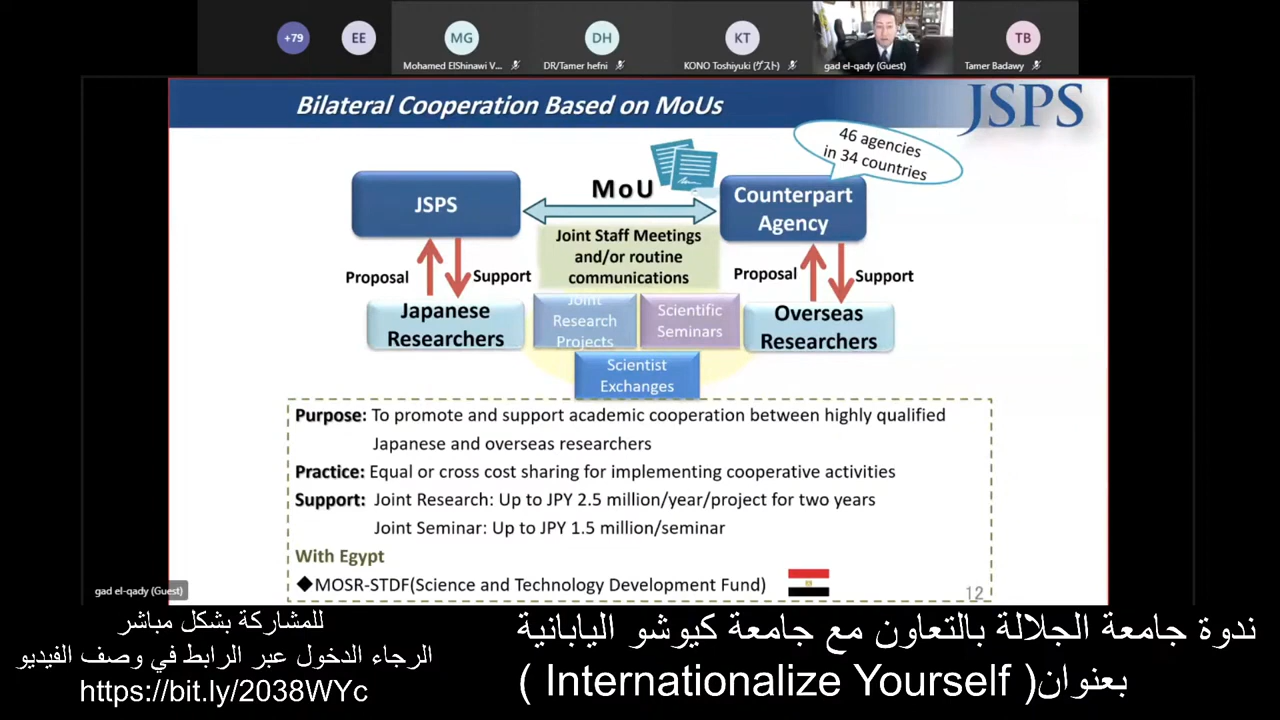 +79
EE
MG
DH
KT
TB
Mohamed ElShinawi V...
DR/Tamer hefni
KONO Toshiyuki (ゲスト)
gad el-qady (Guest)
Tamer Badawy
Bilateral Cooperation Based on MoUs
JSPS
46 agencies
in 34 countries
JSPS
MoU
Counterpart
Agency
Joint Staff Meetings
and/or routine
communications
Proposal
Support
Proposal
Support
Japanese
Researchers
Joint
Research
Projects
Scientific
Seminars
Overseas
Researchers
Scientist
Exchanges
Purpose: To promote and support academic cooperation between highly qualified
Japanese and overseas researchers
Practice: Equal or cross cost sharing for implementing cooperative activities
Support: Joint Research: Up to JPY 2.5 million/year/project for two years
Joint Seminar: Up to JPY 1.5 million/seminar
With Egypt
◆MOSR-STDF(Science and Technology Development Fund)
12
gad el-qady (Guest)
ندوة جامعة الجلالة بالتعاون مع جامعة كيوشو اليابانية
بعنوان( Internationalize Yourself )
للمشاركة بشكل مباشر
الرجاء الدخول عبر الرابط في وصف الفيديو
https://bit.ly/2038WYc